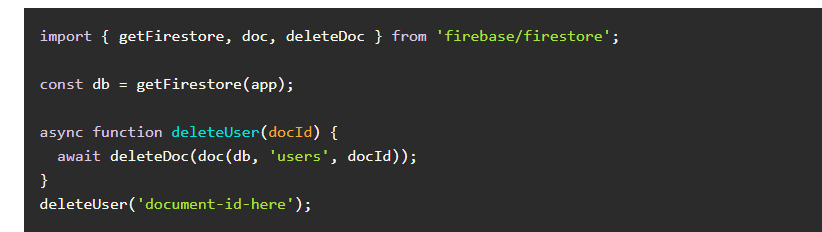 import { getFirestore, doc, deleteDoc } from 'firebase/firestore';
const db = getFirestore(app);
async function deleteUser(docId) {
  await deleteDoc(doc(db, 'users', docId));
}
deleteUser('document-id-here');